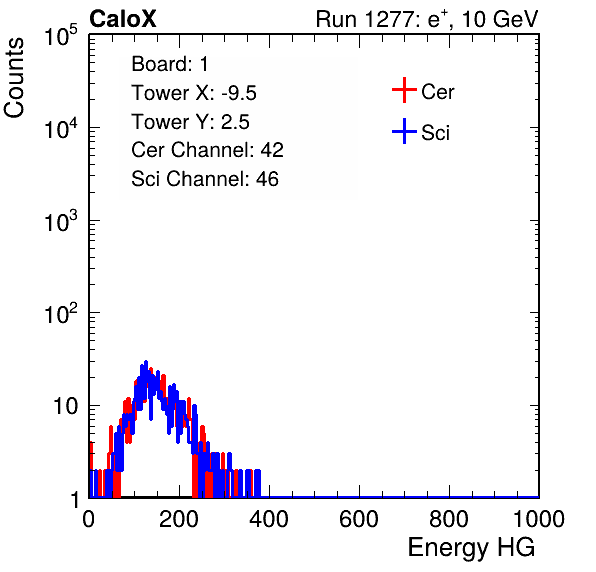 CaloX Run 1277: e⁺, 10 GeV
Counts
10⁵
10⁴
10³
10²
10
1
Board: 1
Tower X: -9.5
Tower Y: 2.5
Cer Channel: 42
Sci Channel: 46
Cer
Sci
0 200 400 600 800 1000
Energy HG